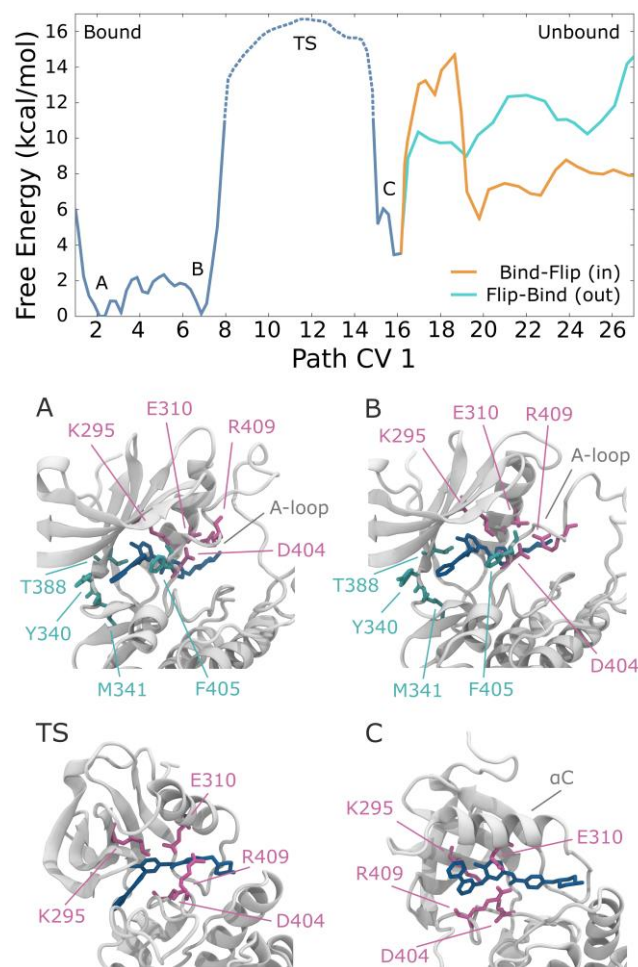 Bound
Unbound
Free Energy (kcal/mol)
16
14
12
10
8
6
4
2
0
TS
A
B
C
Bind-Flip (in)
Flip-Bind (out)
2 4 6 8 10 12 14 16 18 20 22 24 26
Path CV 1
A
E310
K295
R409
A-loop
D404
T388
Y340
M341
F405
B
E310
K295
R409
A-loop
T388
Y340
D404
M341
F405
TS
E310
R409
K295
D404
C
αC
K295
E310
R409
D404